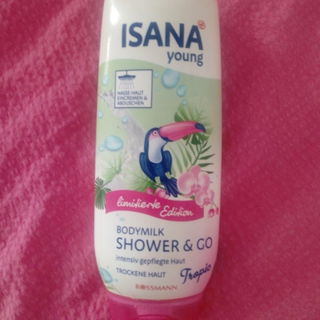 ISANA
young
NASSE HAUT
EINCREMEN &
ABDUSCHEN
limitierte Edition
BODYMILK
SHOWER & GO
intensiv gepflegte Haut
TROCKENE HAUT
Tropic
ROSSMANN